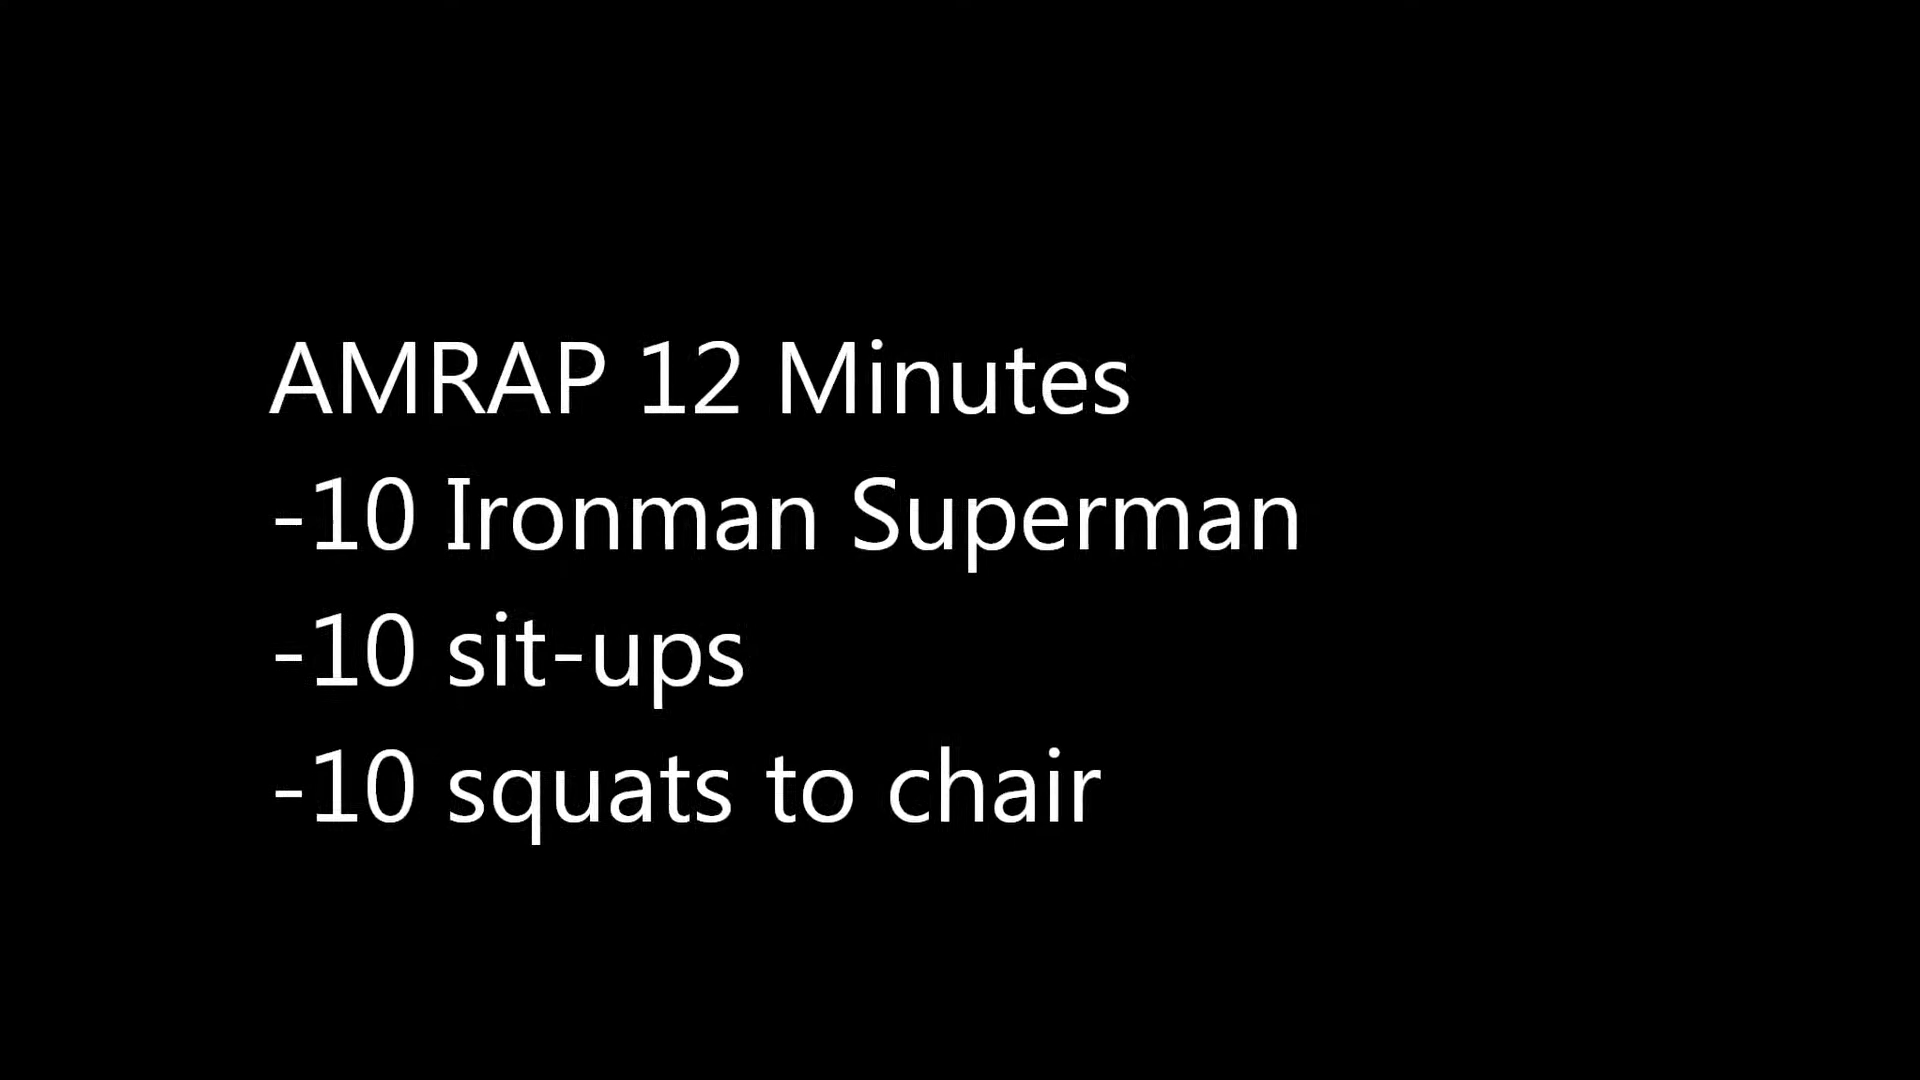 AMRAP 12 Minutes
-10 Ironman Superman
-10 sit-ups
-10 squats to chair